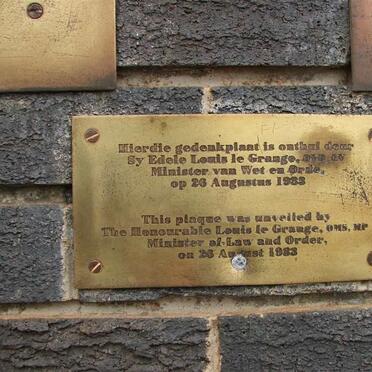 Hierdie gedenkplaat is onthul deur
Sy Edele Louis le Grange,
Minister van Wet en Orde,
op 26 Augustus 1983
This plaque was unveiled by
The Honourable Louis le Grange, OMS, MP
Minister of Law and Order,
on 26 August 1983